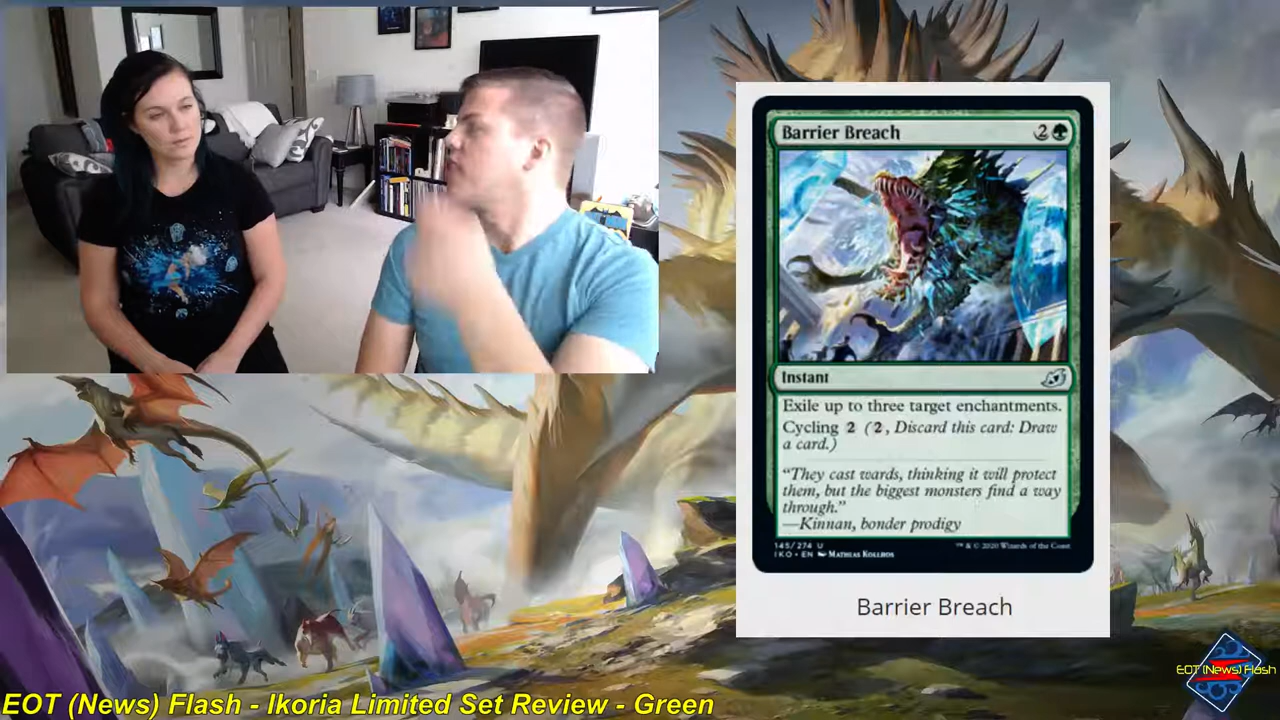 Barrier Breach 2
Instant
Exile up to three target enchantments.
Cycling 2 (2, Discard this card: Draw
a card.)
“They cast wards, thinking it will protect
them, but the biggest monsters find a way
through.”
—Kinnan, bonder prodigy
145/274 U
IKO • EN Mathias Kollros
™ & © 2020 Wizards of the Coast
Barrier Breach
EOT (News) Flash
EOT (News) Flash - Ikoria Limited Set Review - Green